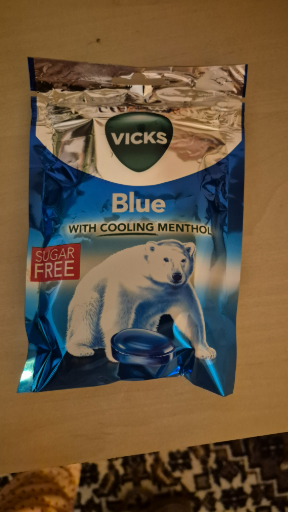 VICKS
Blue
WITH COOLING MENTHOL
SUGAR
FREE